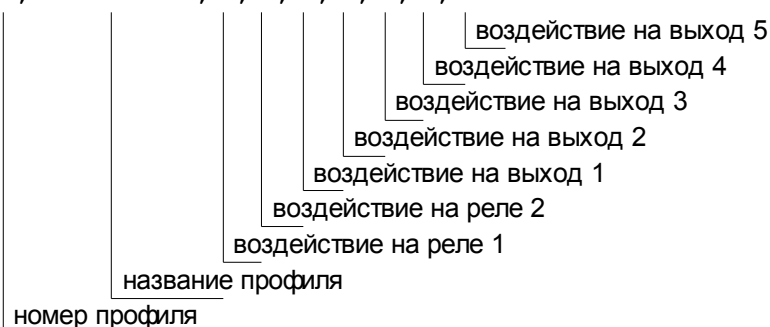 воздействие на выход 5
воздействие на выход 4
воздействие на выход 3
воздействие на выход 2
воздействие на выход 1
воздействие на реле 2
воздействие на реле 1
название профиля
номер профиля